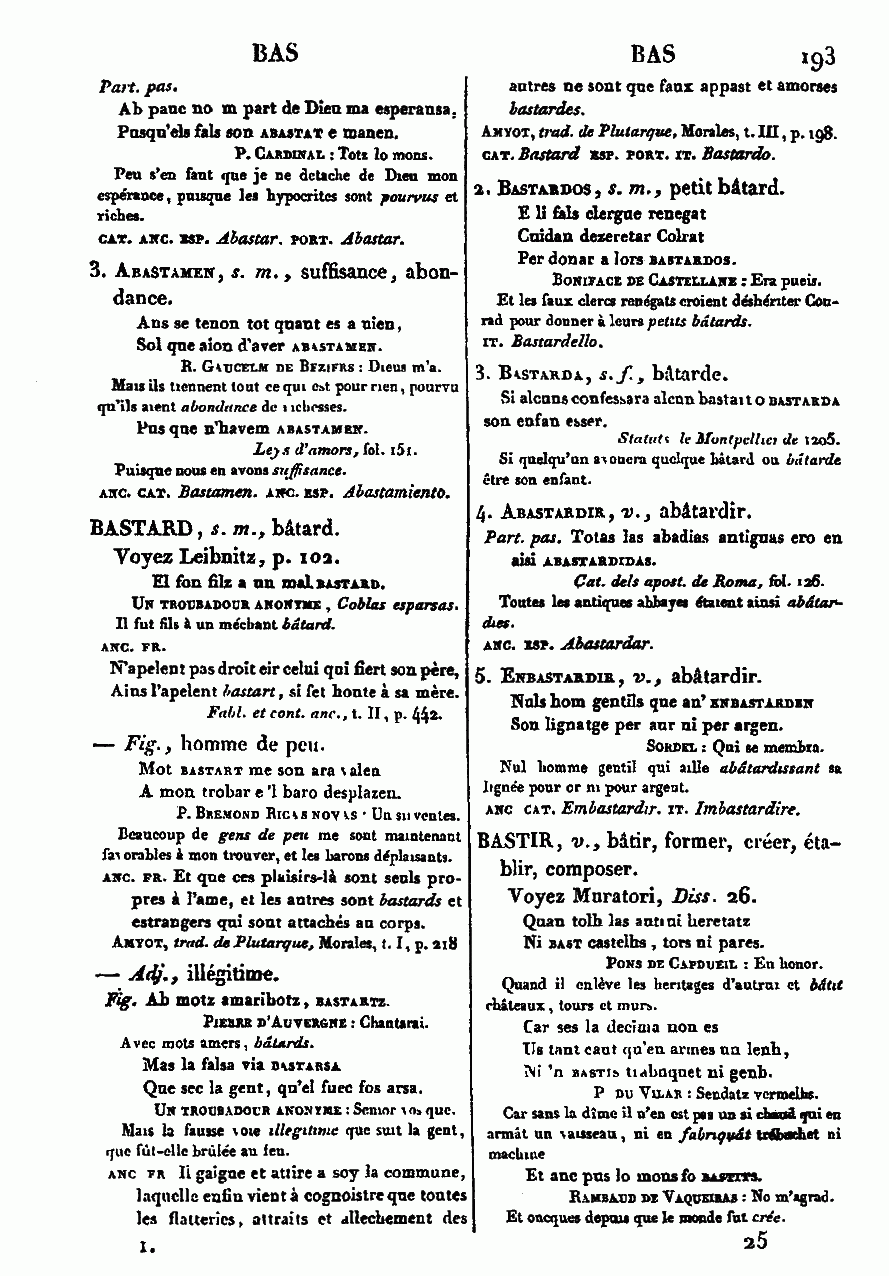 BAS
BAS 193
Part. pas.
Ab pauc no m part de Dieu ma esperansa,
Pusqu'els fals son ABASTAT e manen.
P. CARDINAL : Totz lo mons.
Peu s'en faut que je ne detache de Dieu mon
espérance, puisque les hypocrites sont pourvus et
riches.
CAT. ANC. ESP. Abastar. PORT. Abastar.
3. ABASTAMEN, s. m., suffisance, abon-
dance.
Ans se tenon tot quant es a nien,
Sol que aion d'aver ABASTAMEN.
R. GAUCELM DE BEZIERS : Dieus m'a.
Mais ils tiennent tout ce qui est pour rien, pourvu
qu'ils aient abondance de richesses.
Pus que n'havem ABASTAMEN.
Leys d'amors, fol. 151.
Puisque nous en avons suffisance.
ANC. CAT. Bastamen. ANC. ESP. Abastamiento.
BASTARD, s. m., bâtard.
Voyez Leibnitz, p. 102.
El fon filz a un mal BASTARD.
UN TROUBADOUR ANONYME, Coblas esparsas.
Il fut fils à un méchant bâtard.
ANC. FR.
N'apelent pas droit eir celui qui fiert son père,
Ains l'apelent bastart, si fet honte à sa mère.
Fabl. et cont. anc., t. II, p. 442.
— Fig., homme de peu.
Mot BASTART me son ara valen
A mon trobar e 'l baro desplazen.
P. BREMOND RICAS NOVAS : Un sirventes.
Beaucoup de gens de peu me sont maintenant
favorables à mon trouver, et les barons déplaisants.
ANC. FR. Et que ces plaisirs-là sont seuls pro-
pres à l'ame, et les autres sont bastards et
estrangers qui sont attachés au corps.
AMYOT, trad. de Plutarque, Morales, t. I, p. 218
— Adj., illégitime.
Fig. Ab motz amaribotz, BASTARTZ.
PIERRE D'AUVERGNE : Chantarai.
Avec mots amers, bâtards.
Mas la falsa via BASTARSA
Que sec la gent, qu'el fuec fos arsa.
UN TROUBADOUR ANONYME : Senior vos que.
Mais la fausse voie illegitime que suit la gent,
que fût-elle brûlée au feu.
ANC FR Ii gaigne et attire a soy la commune,
laquelle enfin vient à cognoistre que toutes
les flatteries, attraits et allechement des
I.
autres ne sont que faux appast et amorses
bastardes.
AMYOT, trad. de Plutarque, Morales, t. III, p. 198.
CAT. Bastard ESP. PORT. IT. Bastardo.
2. BASTARDOS, s. m., petit bâtard.
E li fals clergue renegat
Cuidan dezeretar Colrat
Per donar a lors BASTARDOS.
BONIFACE DE CASTELLANE : Era pueis.
Et les faux clercs renégats croient déshériter Con-
rad pour donner à leurs petits bâtards.
IT. Bastardello.
3. BASTARDA, s. f., bâtarde.
Si alcuns confessara alcun bastart o BASTARDA
son enfan esser.
Statuts de Montpellier de 1205.
Si quelqu'un avouera quelque bâtard ou bâtarde
être son enfant.
4. ABASTARDIR, v., abâtardir.
Part. pas. Totas las abadias antiguas ero en
aisi ABASTARDIDAS.
Cat. dels apost. de Roma, fol. 126.
Toutes les antiques abbayes étaient ainsi abâtar-
dies.
ANC. ESP. Abastardar.
5. ENBASTARDIR, v., abâtardir.
Nuls hom gentils que an' ENBASTARDEN
Son lignatge per aur ni per argen.
SORDEL : Qui se membra.
Nul homme gentil qui aille abâtardissant sa
lignée pour or ni pour argent.
ANC CAT. Embastardir. IT. Imbastardire.
BASTIR, v., bâtir, former, créer, éta-
blir, composer.
Voyez Muratori, Diss. 26.
Quan tolh las autrui heretatz
Ni BAST castelhs, tors ni pares.
PONS DE CAPDUEIL : En honor.
Quand il enlève les heritages d'autrui et bâtit
châteaux, tours et murs.
Car ses la decima non es
Us tant caut qu'en armes un lenh,
Ni 'n BASTIS trabuquet ni genh.
P DU VILAR : Sendatz vermelhs.
Car sans la dîme il n'en est pas un si chaud qui en
armât un vaisseau, ni en fabriquât trébuchet ni
machine
Et anc pus lo mons fo BASTITS.
RAMBAUD DE VAQUEIRAS : No m'agrad.
Et oncques depuis que le monde fut crée.
25